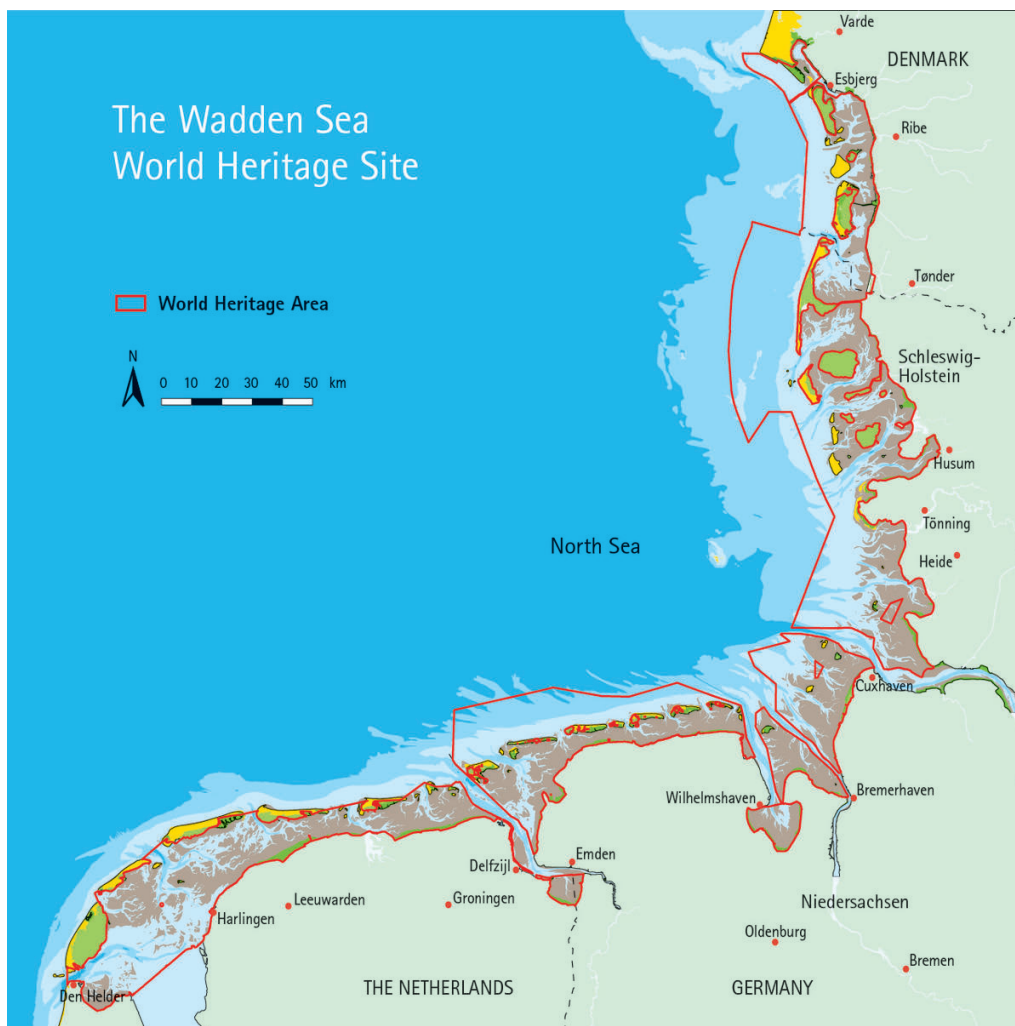 Varde
DENMARK
Esbjerg
The Wadden Sea
World Heritage Site
Ribe
World Heritage Area
Tønder
N
0 10 20 30 40 50 km
Schleswig-
Holstein
Husum
Tönning
North Sea
Heide
Cuxhaven
Wilhelmshaven
Bremerhaven
Emden
Delfzijl
Leeuwarden
Groningen
Niedersachsen
Harlingen
Oldenburg
Bremen
THE NETHERLANDS
GERMANY
Den Helder